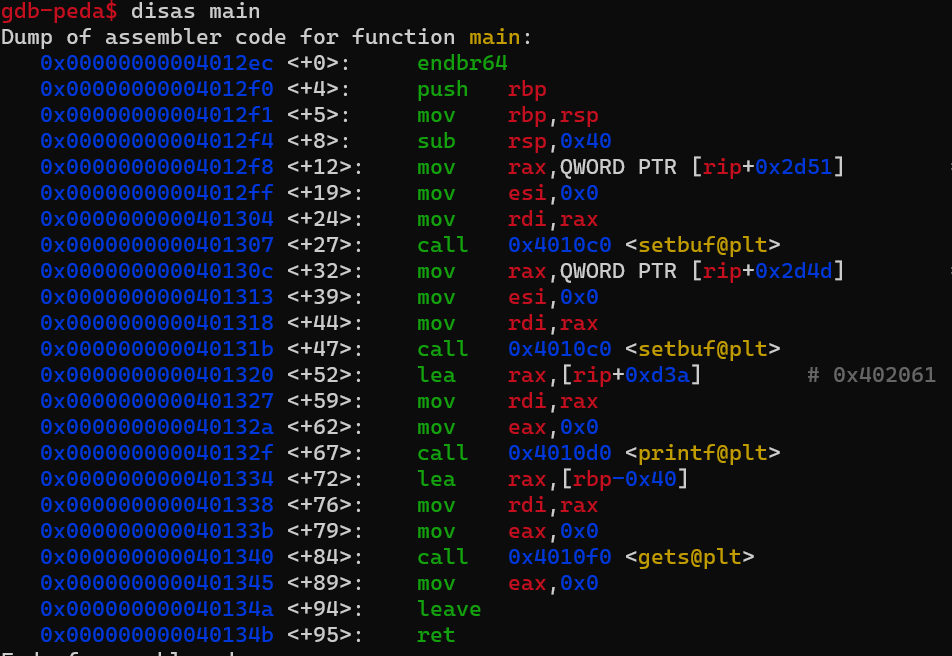 gdb-peda$ disas main
Dump of assembler code for function main:
0x00000000004012ec <+0>: endbr64
0x00000000004012f0 <+4>: push rbp
0x00000000004012f1 <+5>: mov rbp,rsp
0x00000000004012f4 <+8>: sub rsp,0x40
0x00000000004012f8 <+12>: mov rax,QWORD PTR [rip+0x2d51]
0x00000000004012ff <+19>: mov esi,0x0
0x0000000000401304 <+24>: mov rdi,rax
0x0000000000401307 <+27>: call 0x4010c0 <setbuf@plt>
0x000000000040130c <+32>: mov rax,QWORD PTR [rip+0x2d4d]
0x0000000000401313 <+39>: mov esi,0x0
0x0000000000401318 <+44>: mov rdi,rax
0x000000000040131b <+47>: call 0x4010c0 <setbuf@plt>
0x0000000000401320 <+52>: lea rax,[rip+0xd3a] # 0x402061
0x0000000000401327 <+59>: mov rdi,rax
0x000000000040132a <+62>: mov eax,0x0
0x000000000040132f <+67>: call 0x4010d0 <printf@plt>
0x0000000000401334 <+72>: lea rax,[rbp-0x40]
0x0000000000401338 <+76>: mov rdi,rax
0x000000000040133b <+79>: mov eax,0x0
0x0000000000401340 <+84>: call 0x4010f0 <gets@plt>
0x0000000000401345 <+89>: mov eax,0x0
0x000000000040134a <+94>: leave
0x000000000040134b <+95>: ret